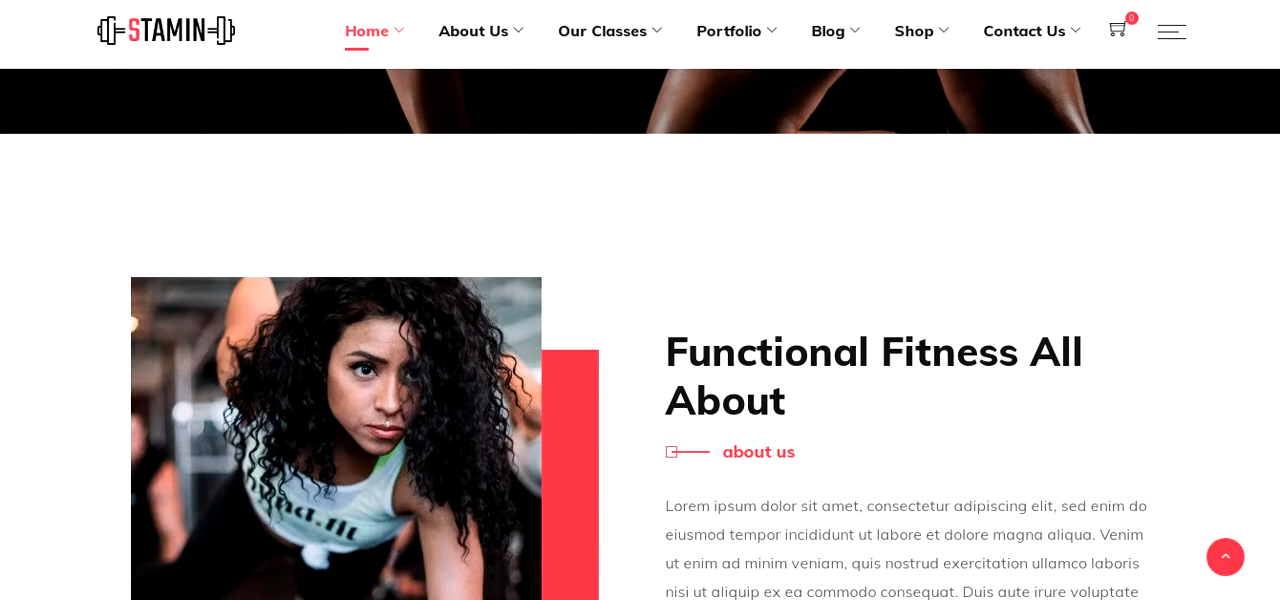 STAMIN
Home
About Us
Our Classes
Portfolio
Blog
Shop
Contact Us
0
Functional Fitness All
About
about us
Lorem ipsum dolor sit amet, consectetur adipiscing elit, sed enim do
eiusmod tempor incididunt ut labore et dolore magna aliqua. Venim
ut enim ad minim veniam, quis nostrud exercitation ullamco laboris
nisi ut aliquip ex ea commodo consequat. Duis aute irure voluptate